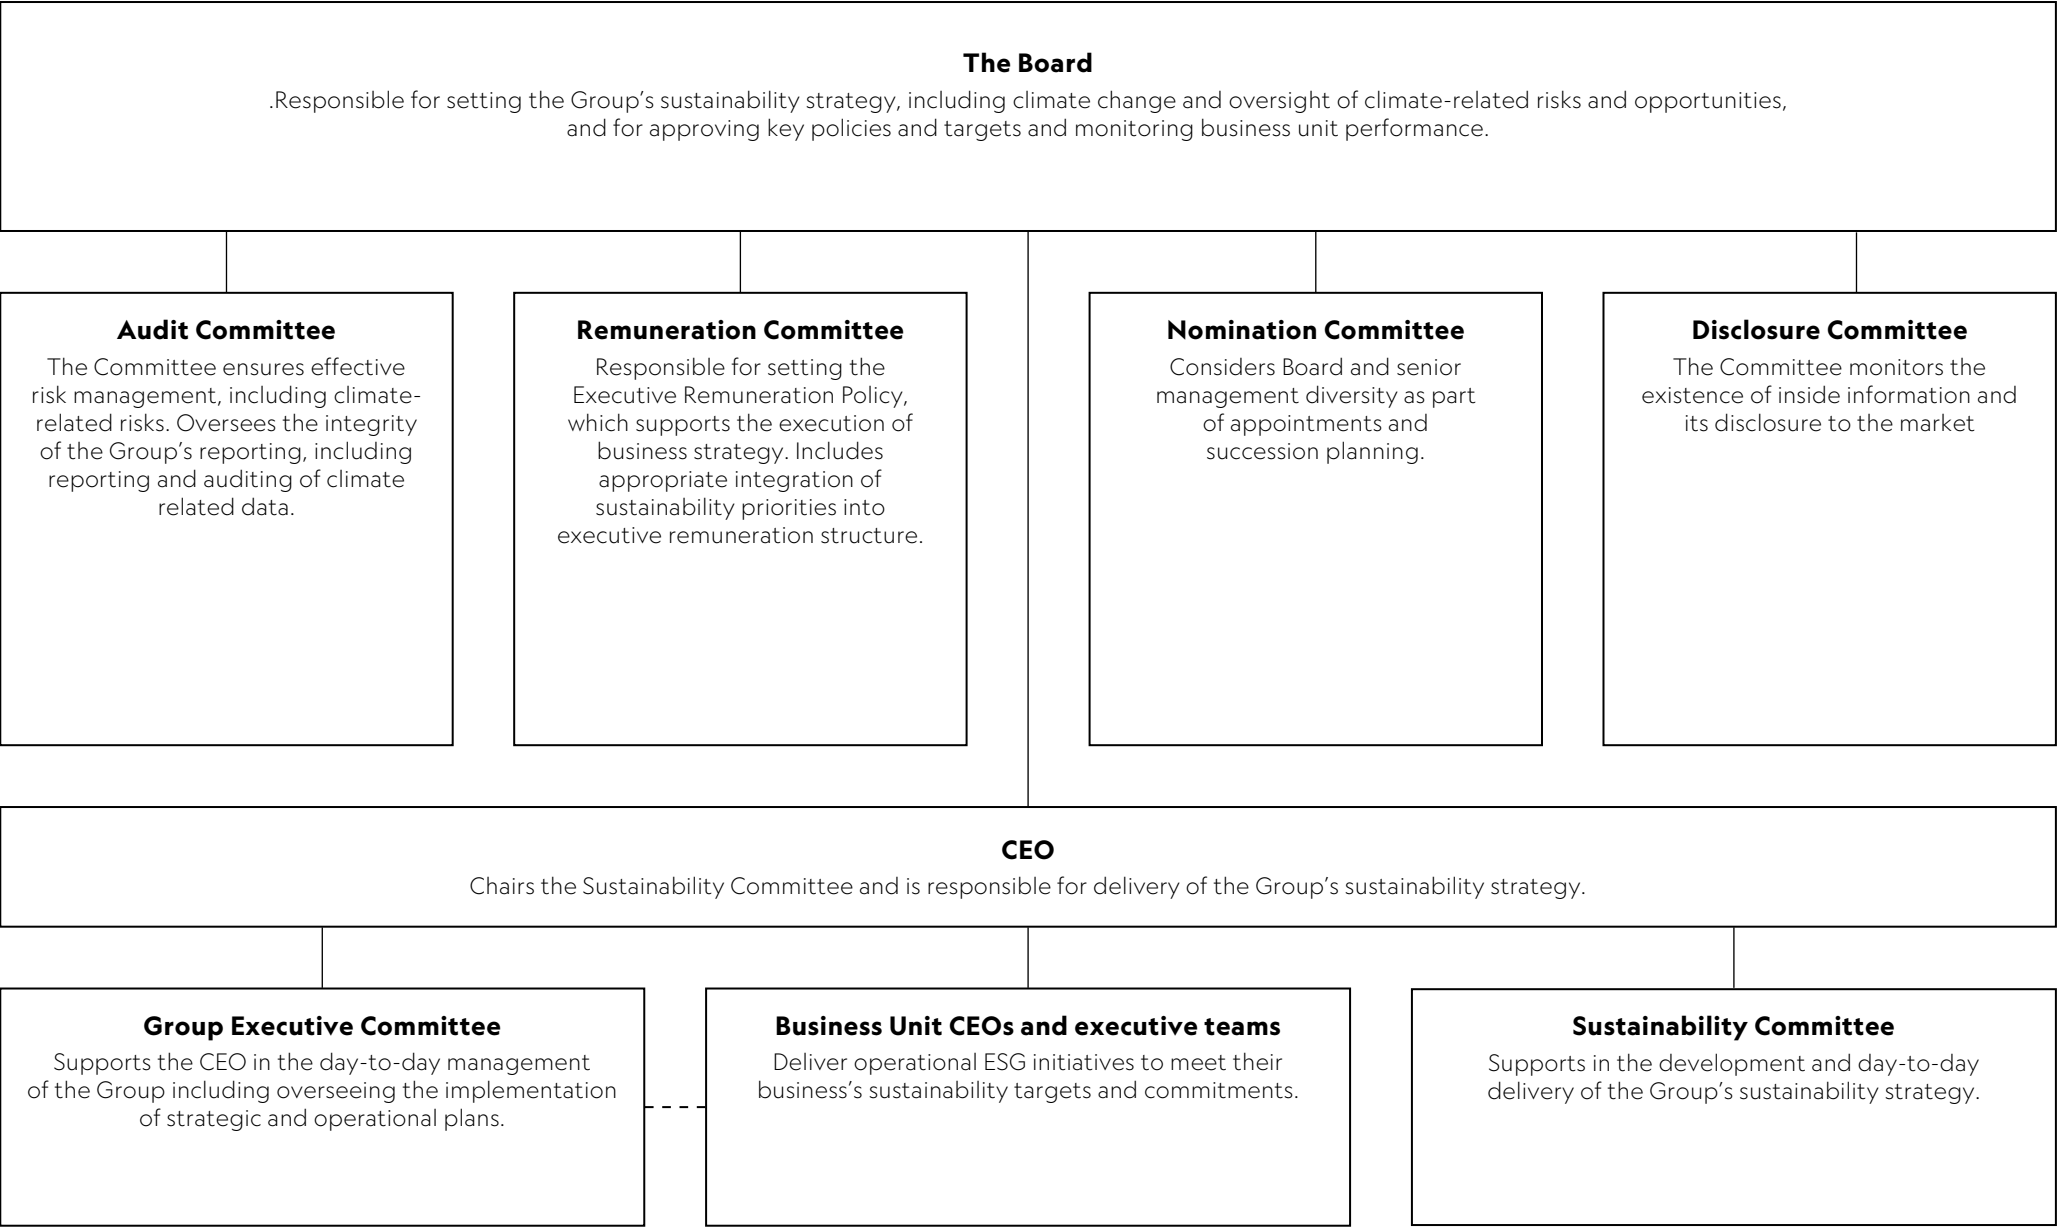 The Board
.Responsible for setting the Group’s sustainability strategy, including climate change and oversight of climate-related risks and opportunities,
and for approving key policies and targets and monitoring business unit performance.
Audit Committee
The Committee ensures effective
risk management, including climate-
related risks. Oversees the integrity
of the Group’s reporting, including
reporting and auditing of climate
related data.
Remuneration Committee
Responsible for setting the
Executive Remuneration Policy,
which supports the execution of
business strategy. Includes
appropriate integration of
sustainability priorities into
executive remuneration structure.
Nomination Committee
Considers Board and senior
management diversity as part
of appointments and
succession planning.
Disclosure Committee
The Committee monitors the
existence of inside information and
its disclosure to the market
CEO
Chairs the Sustainability Committee and is responsible for delivery of the Group’s sustainability strategy.
Group Executive Committee
Supports the CEO in the day-to-day management
of the Group including overseeing the implementation
of strategic and operational plans.
Business Unit CEOs and executive teams
Deliver operational ESG initiatives to meet their
business’s sustainability targets and commitments.
Sustainability Committee
Supports in the development and day-to-day
delivery of the Group’s sustainability strategy.